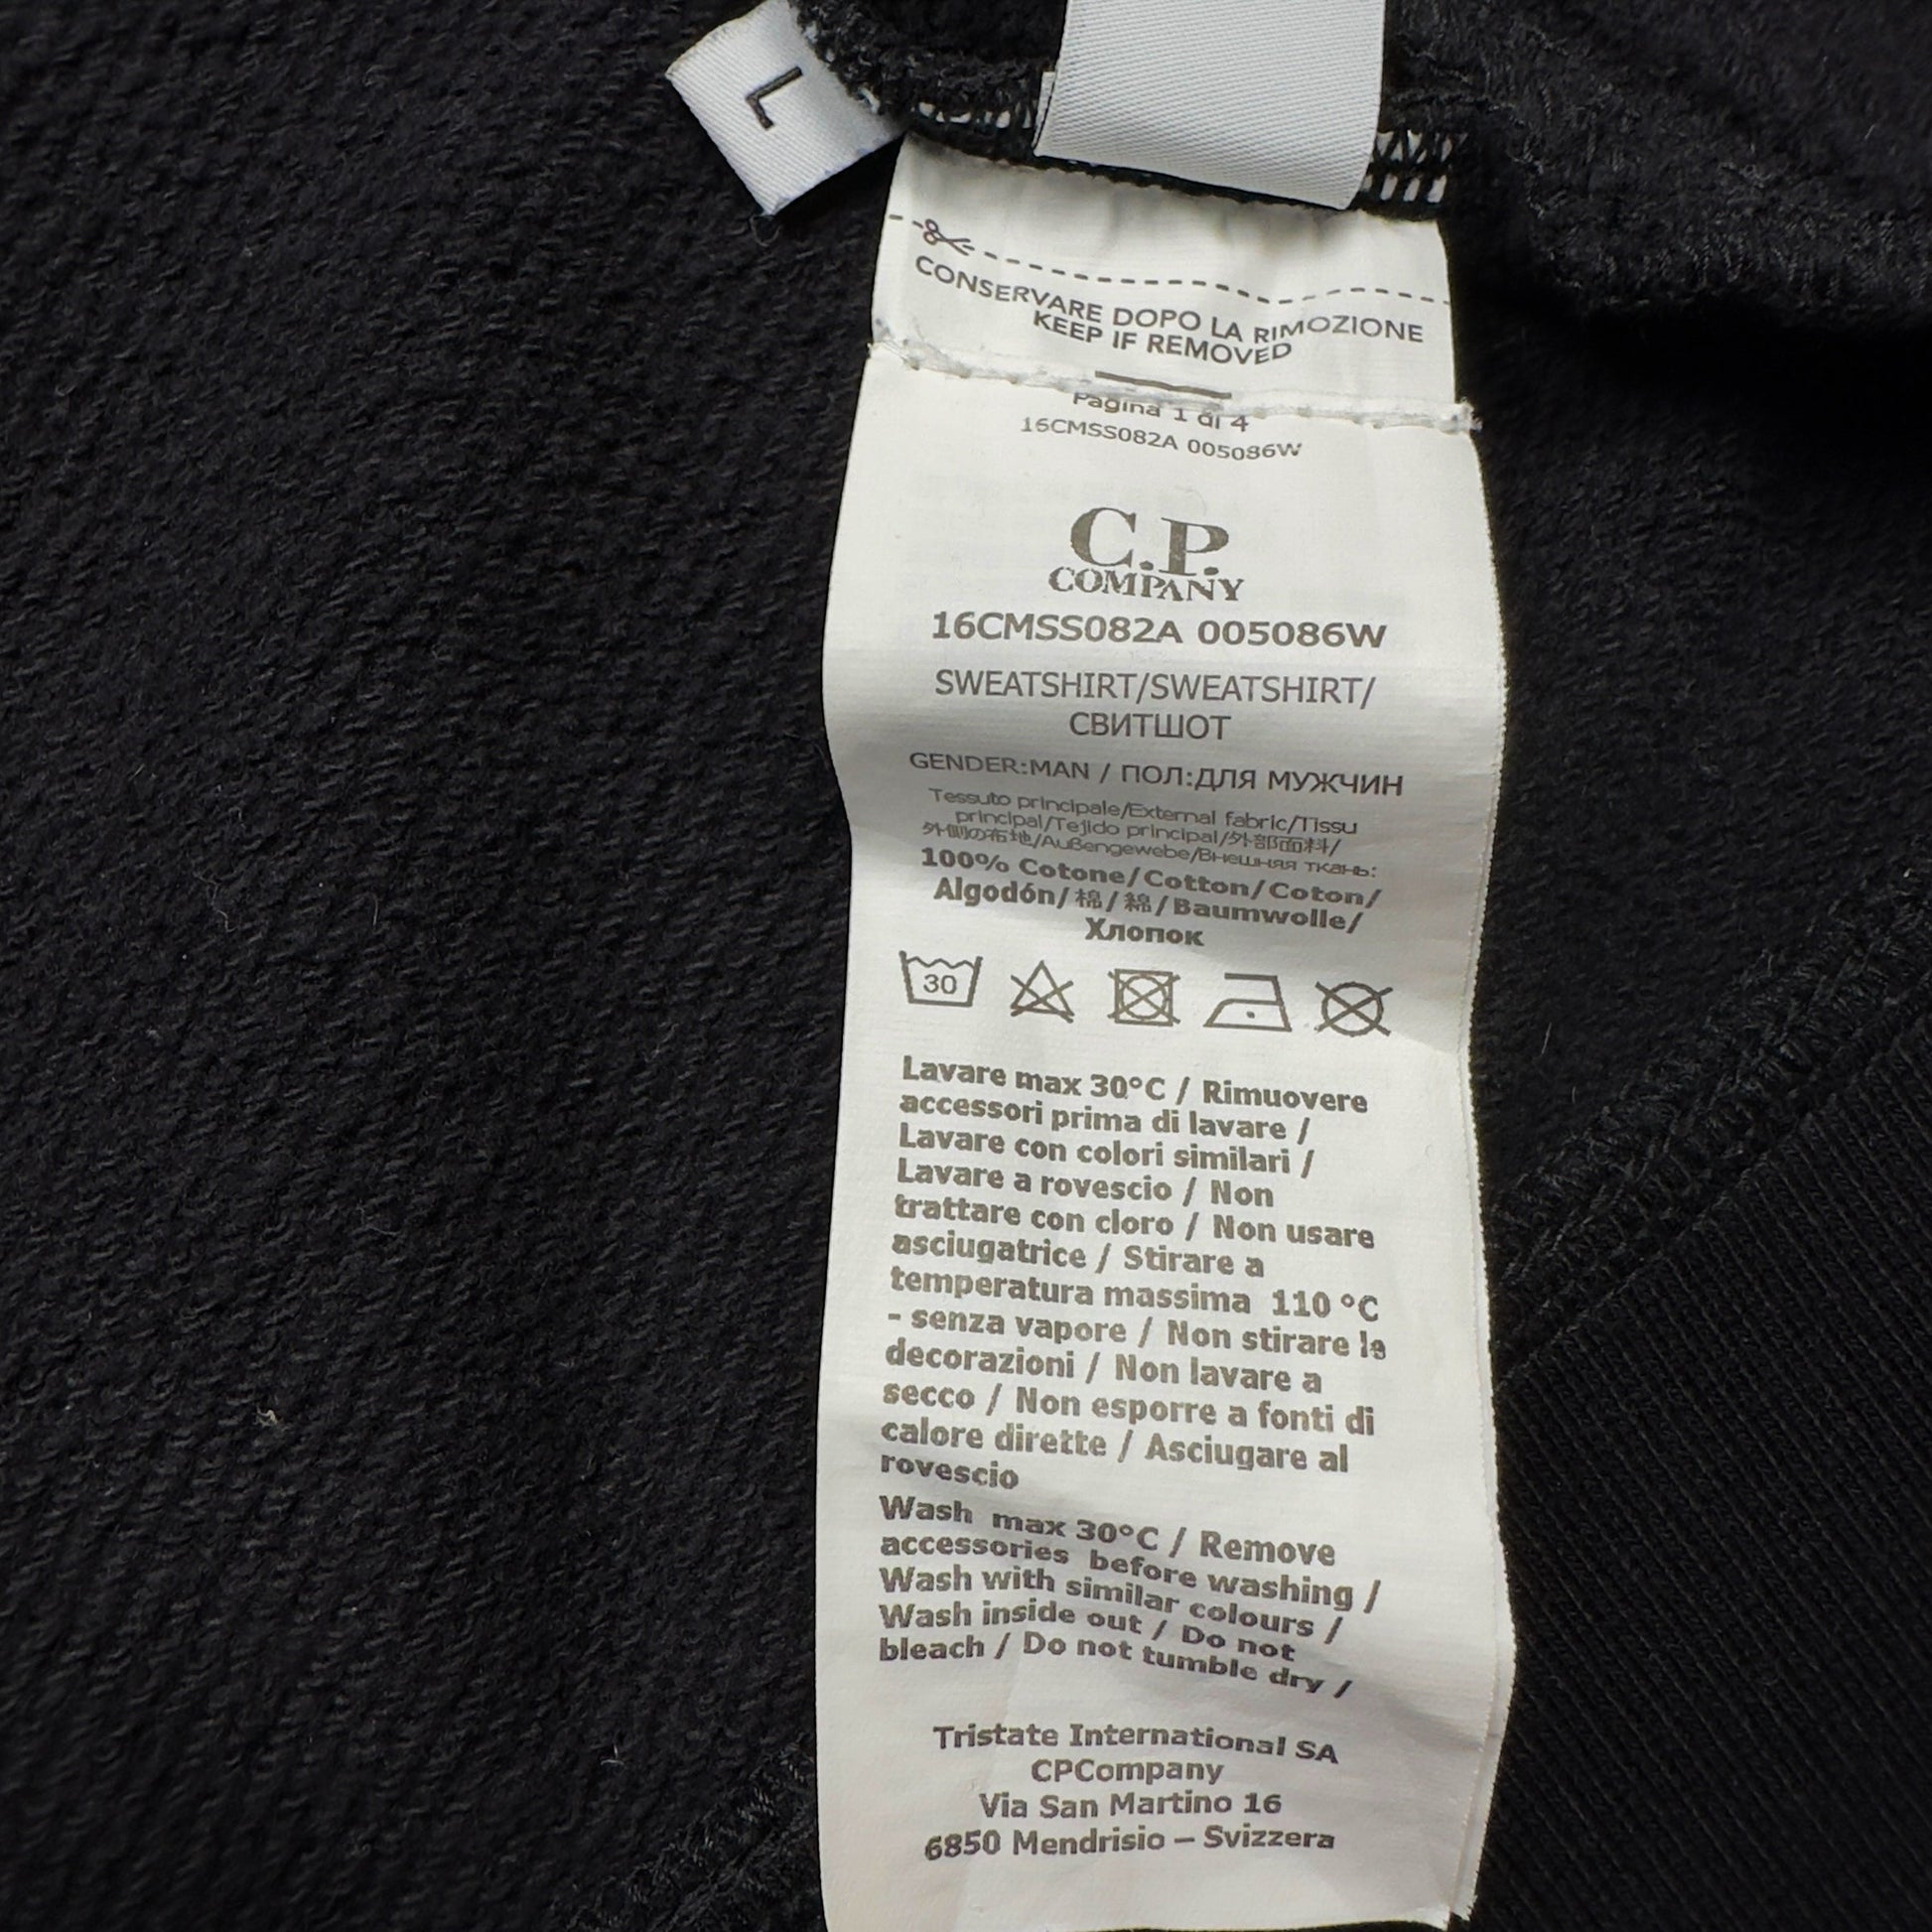 L
CONSERVARE DOPO LA RIMOZIONE
KEEP IF REMOVED
Pagina 1 di 4
16CMSS082A 005086W
C.P.
COMPANY
16CMSS082A 005086W
SWEATSHIRT/SWEATSHIRT/
СВИТШОТ
GENDER:MAN / ПОЛ:ДЛЯ МУЖЧИН
Tessuto principale/External fabric/Tissu
principal/Tejido principal/外部面料/
外側の布地/Außengewebe/Внешняя ткань:
100% Cotone/Cotton/Coton/
Algodón/棉/綿/Baumwolle/
Хлопок
30
Lavare max 30°C / Rimuovere
accessori prima di lavare /
Lavare con colori similari /
Lavare a rovescio / Non
trattare con cloro / Non usare
asciugatrice / Stirare a
temperatura massima 110 °C
- senza vapore / Non stirare le
decorazioni / Non lavare a
secco / Non esporre a fonti di
calore dirette / Asciugare al
rovescio
Wash max 30°C / Remove
accessories before washing /
Wash with similar colours /
Wash inside out / Do not
bleach / Do not tumble dry /
Tristate International SA
CPCompany
Via San Martino 16
6850 Mendrisio – Svizzera